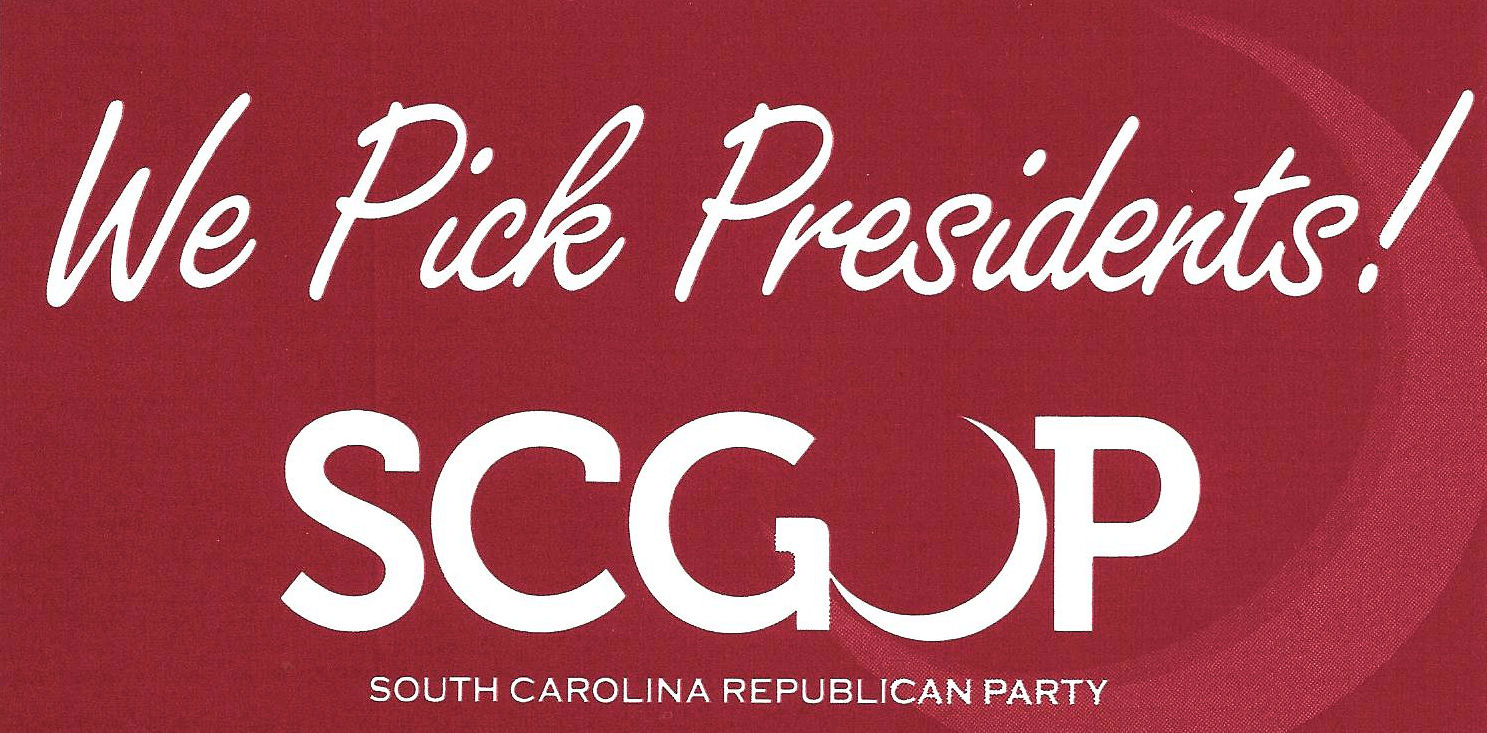 We Pick Presidents!
SCGOP
SOUTH CAROLINA REPUBLICAN PARTY